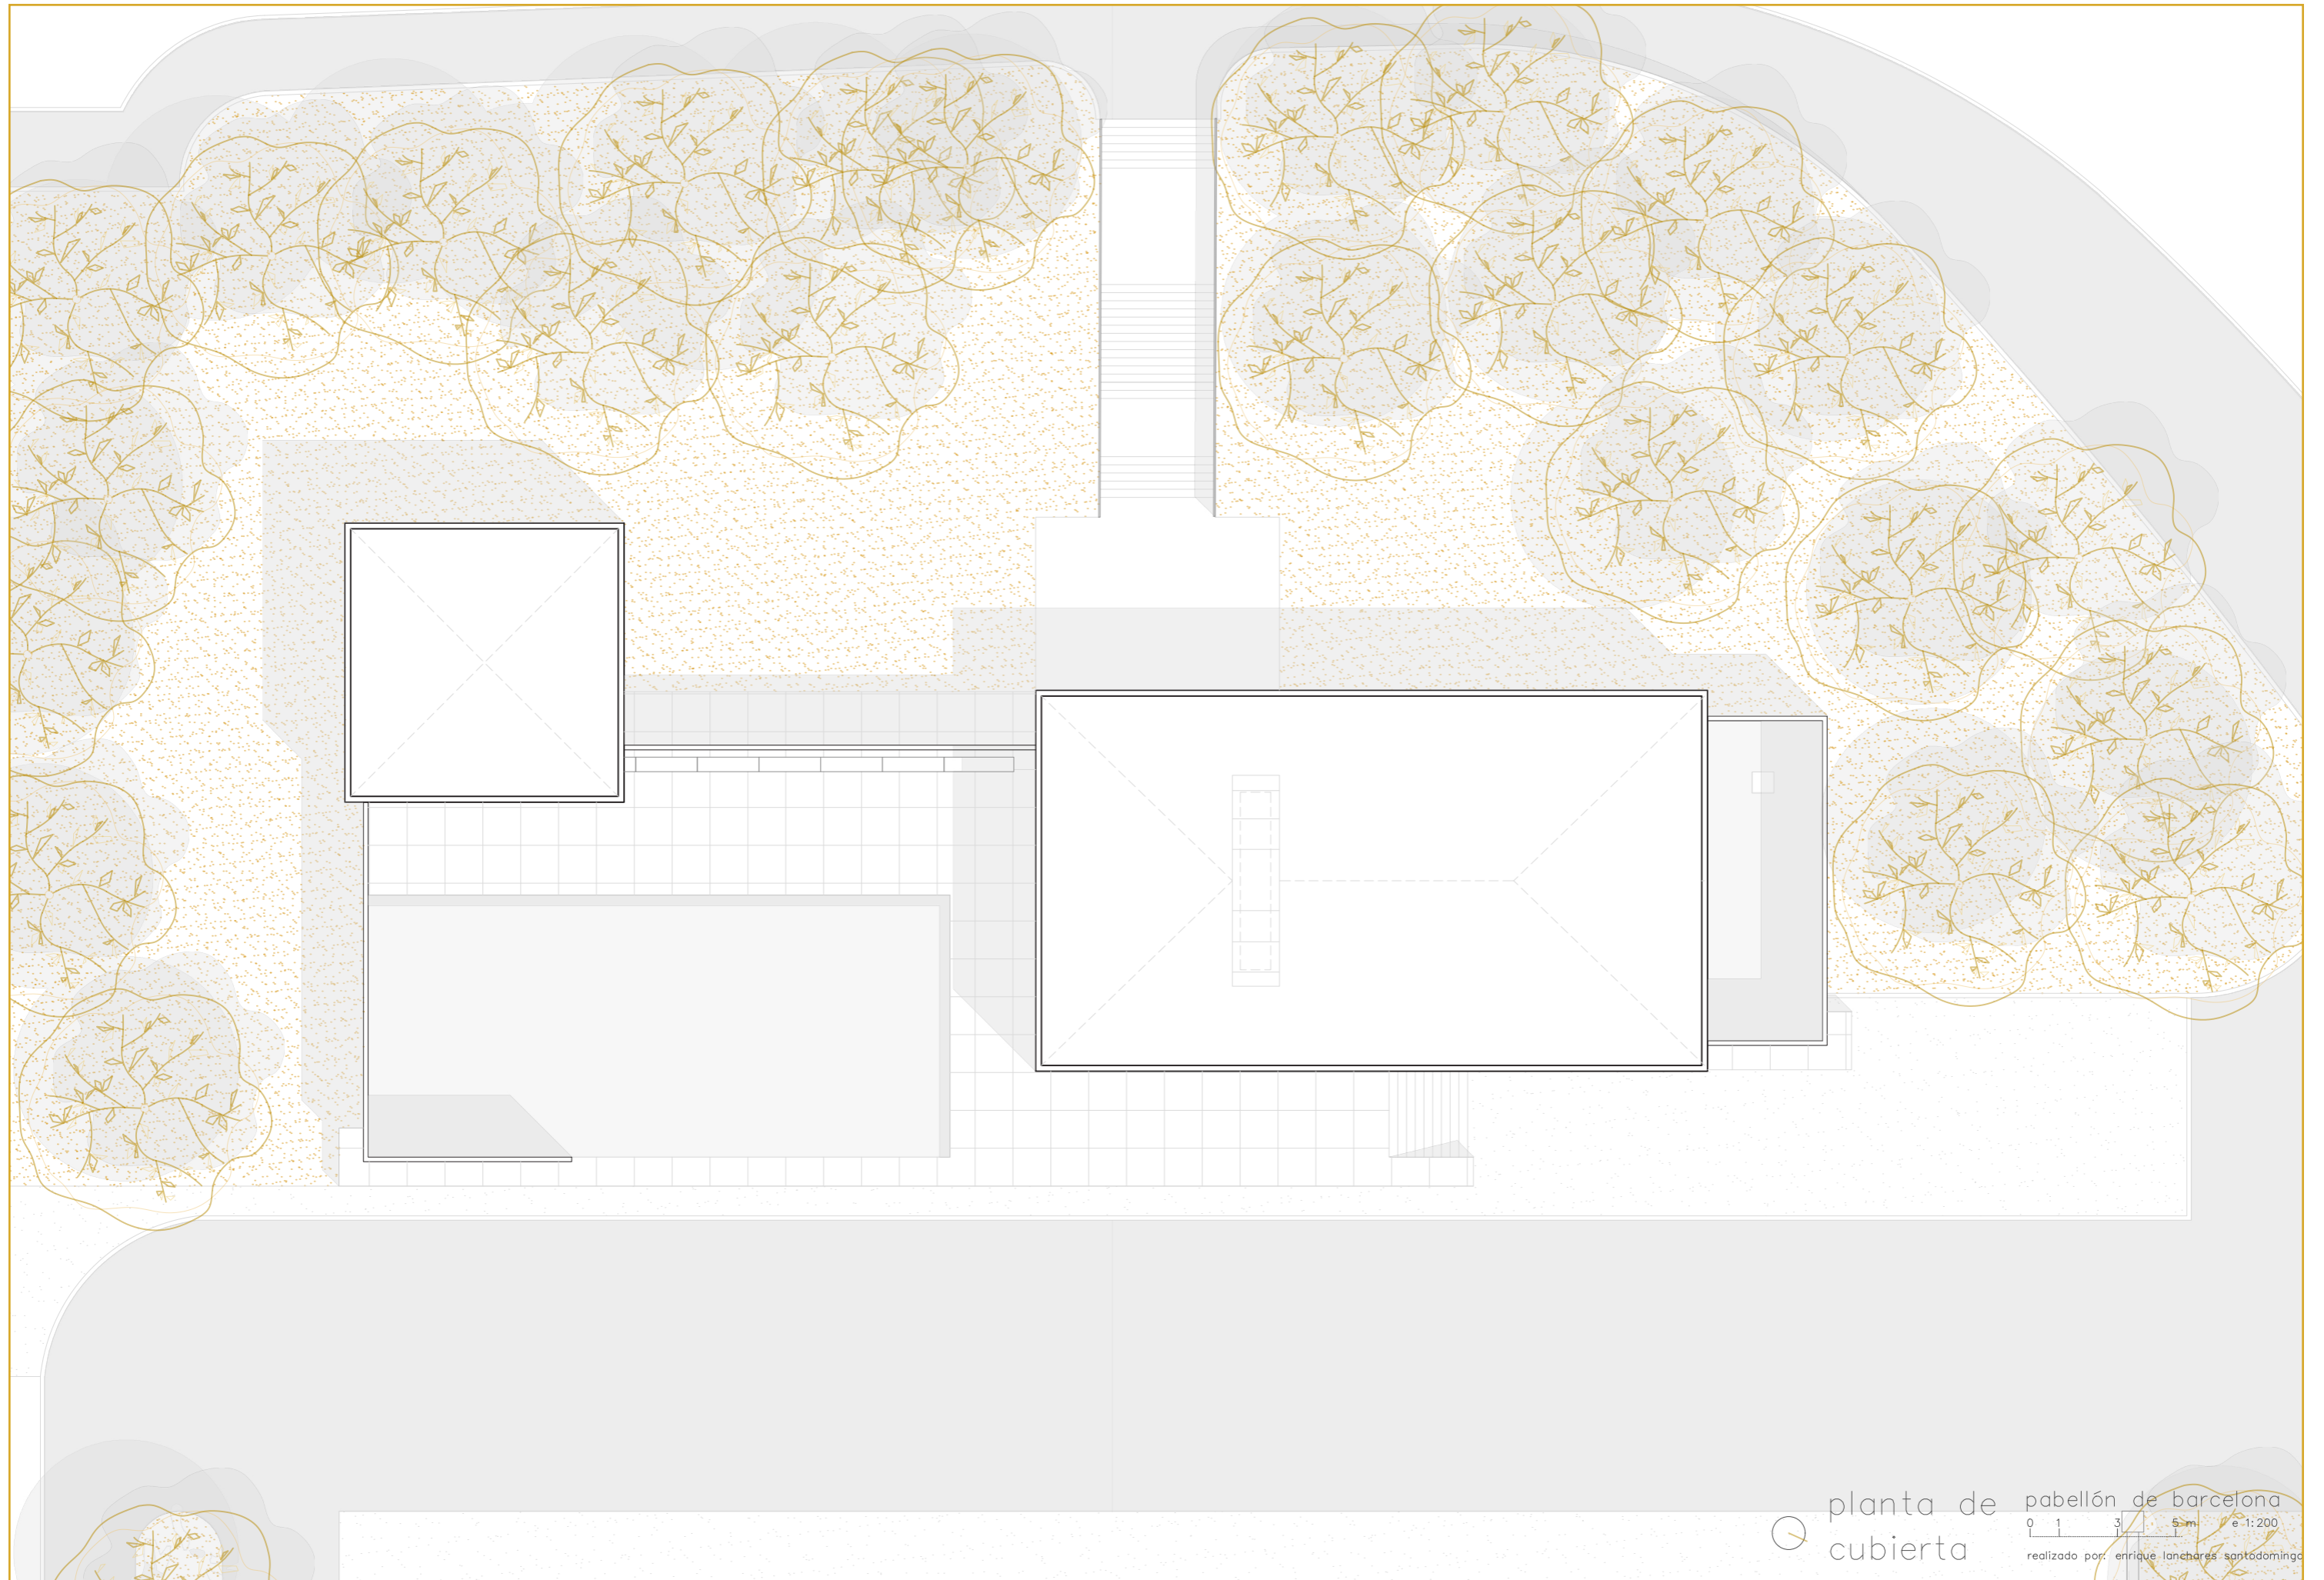 planta de
cubierta
pabellón de barcelona
0 1 3 5 m e 1:200
realizado por: enrique lanchares santodomingo